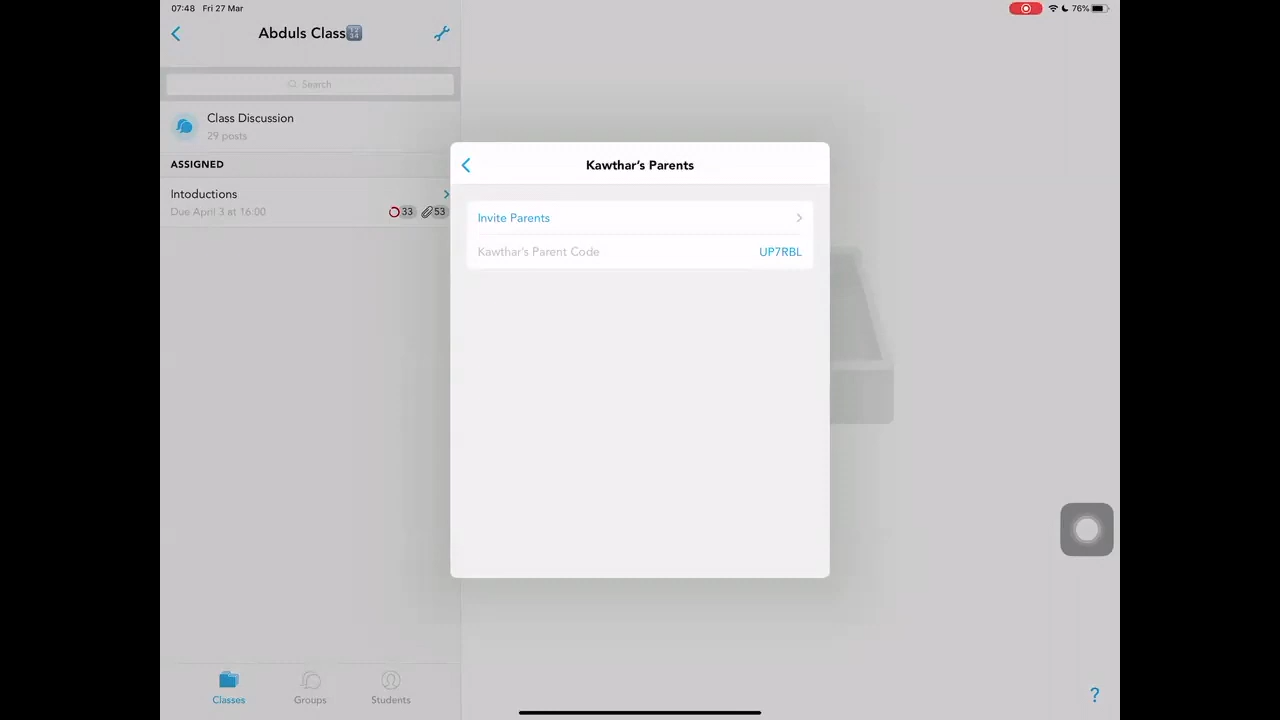 07:48 Fri 27 Mar
76%
Abduls Class
Search
Class Discussion
29 posts
ASSIGNED
Intoductions
Due April 3 at 16:00
33
53
Kawthar's Parents
Invite Parents
Kawthar's Parent Code UP7RBL
Classes
Groups
Students
?